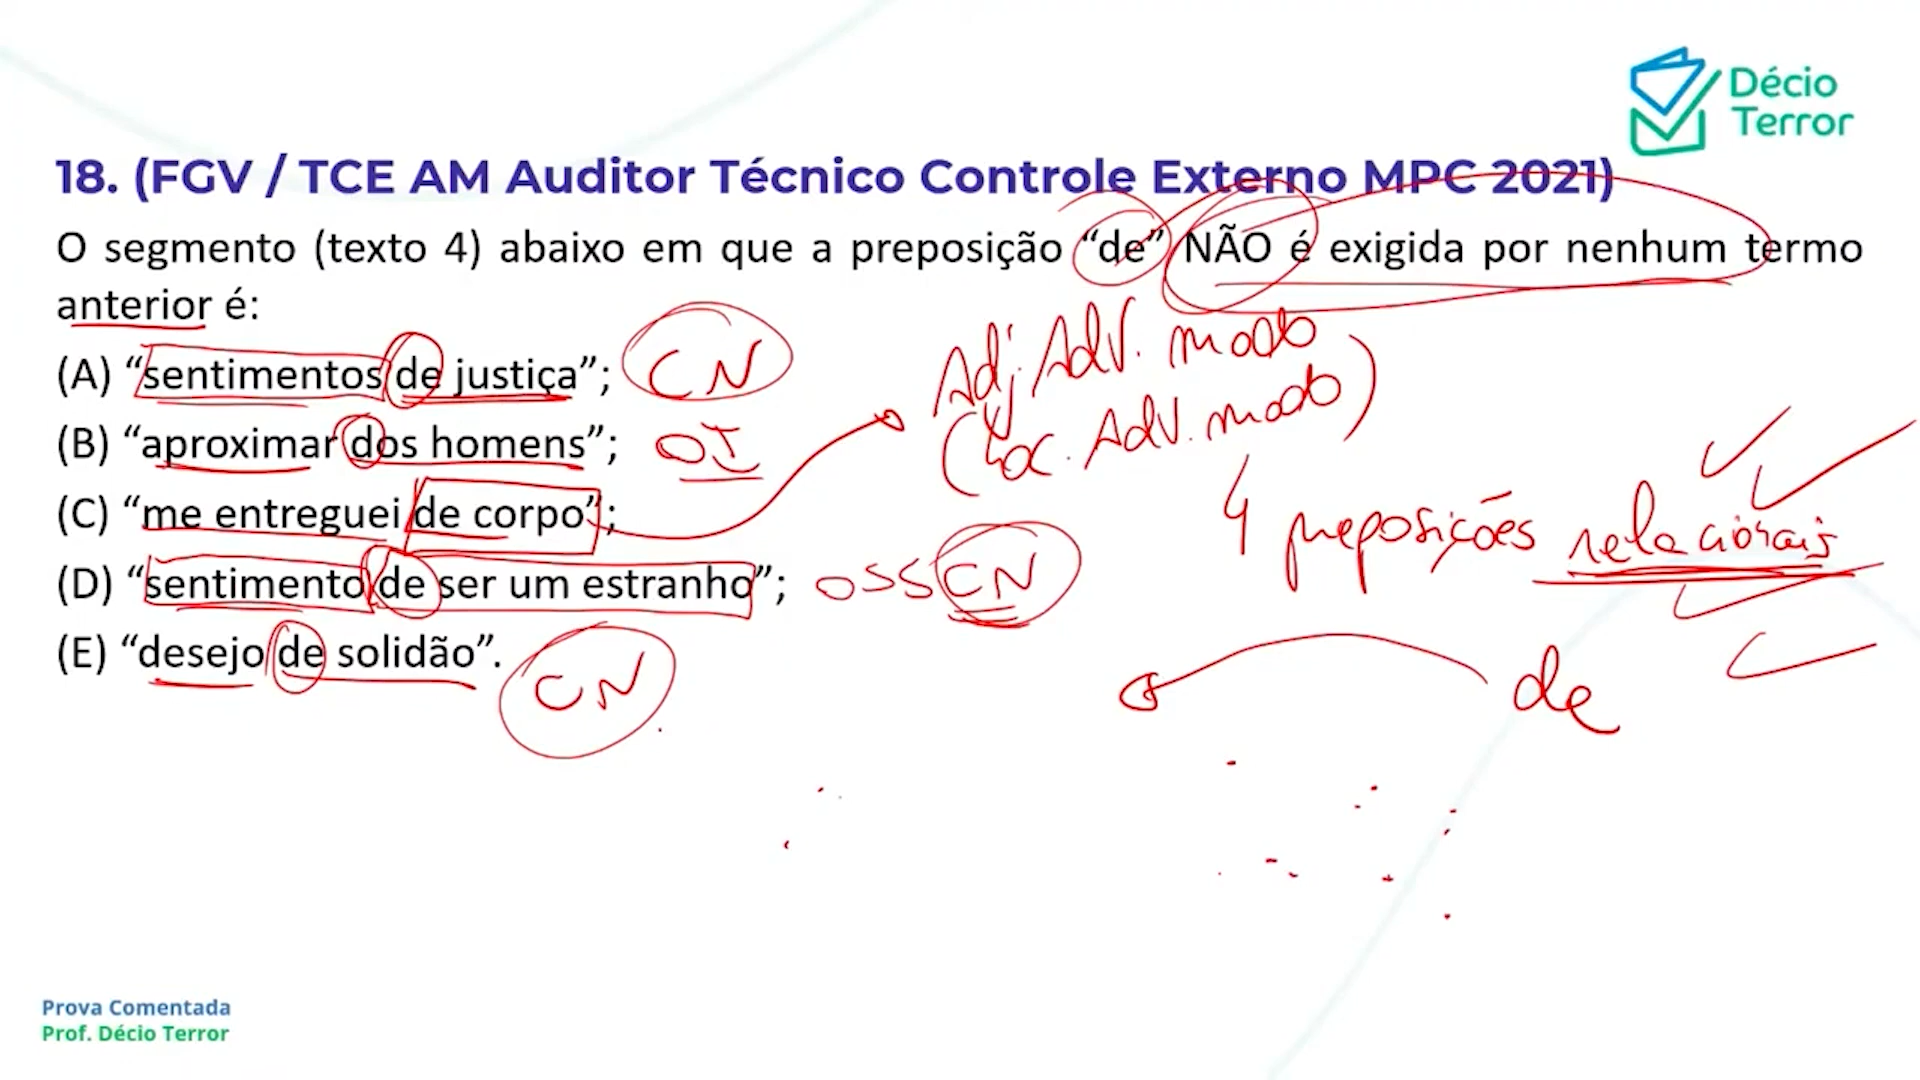 Décio
Terror
18. (FGV / TCE AM Auditor Técnico Controle Externo MPC 2021)
O segmento (texto 4) abaixo em que a preposição “de” NÃO é exigida por nenhum termo
anterior é:
(A) “sentimentos de justiça”; CN
Adj. Adv. modo
(Loc. Adv. modo)
(B) “aproximar dos homens”; OI
(C) “me entreguei de corpo”;
4 preposições relacionais
(D) “sentimento de ser um estranho”; OSSCN
(E) “desejo de solidão”. CN
de
Prova Comentada
Prof. Décio Terror